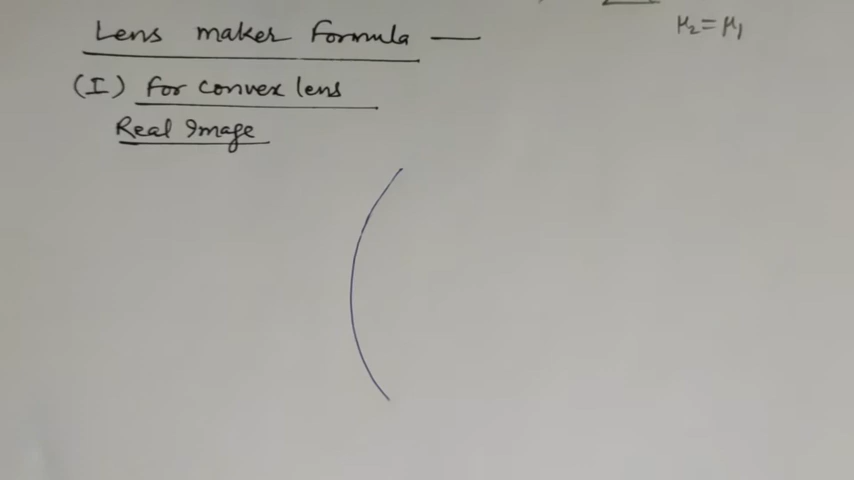 μ₂=μ₁
Lens maker Formula —
(I) For convex lens
Real Image